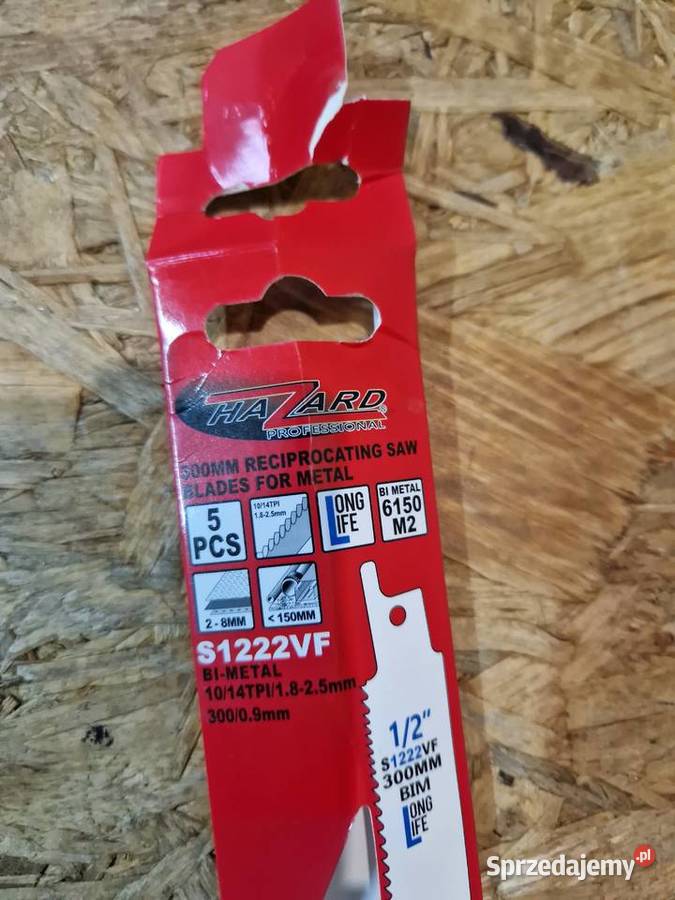 HAZARD®
PROFESSIONAL
300MM RECIPROCATING SAW
BLADES FOR METAL
5
PCS
10/14TPI
1.8-2.5mm
LONG
LIFE
BI METAL
6150
M2
2 - 8MM
< 150MM
S1222VF
BI-METAL
10/14TPI/1.8-2.5mm
300/0.9mm
1/2"
S1222VF
300MM
BIM
LONG
LIFE
Sprzedajemy.pl